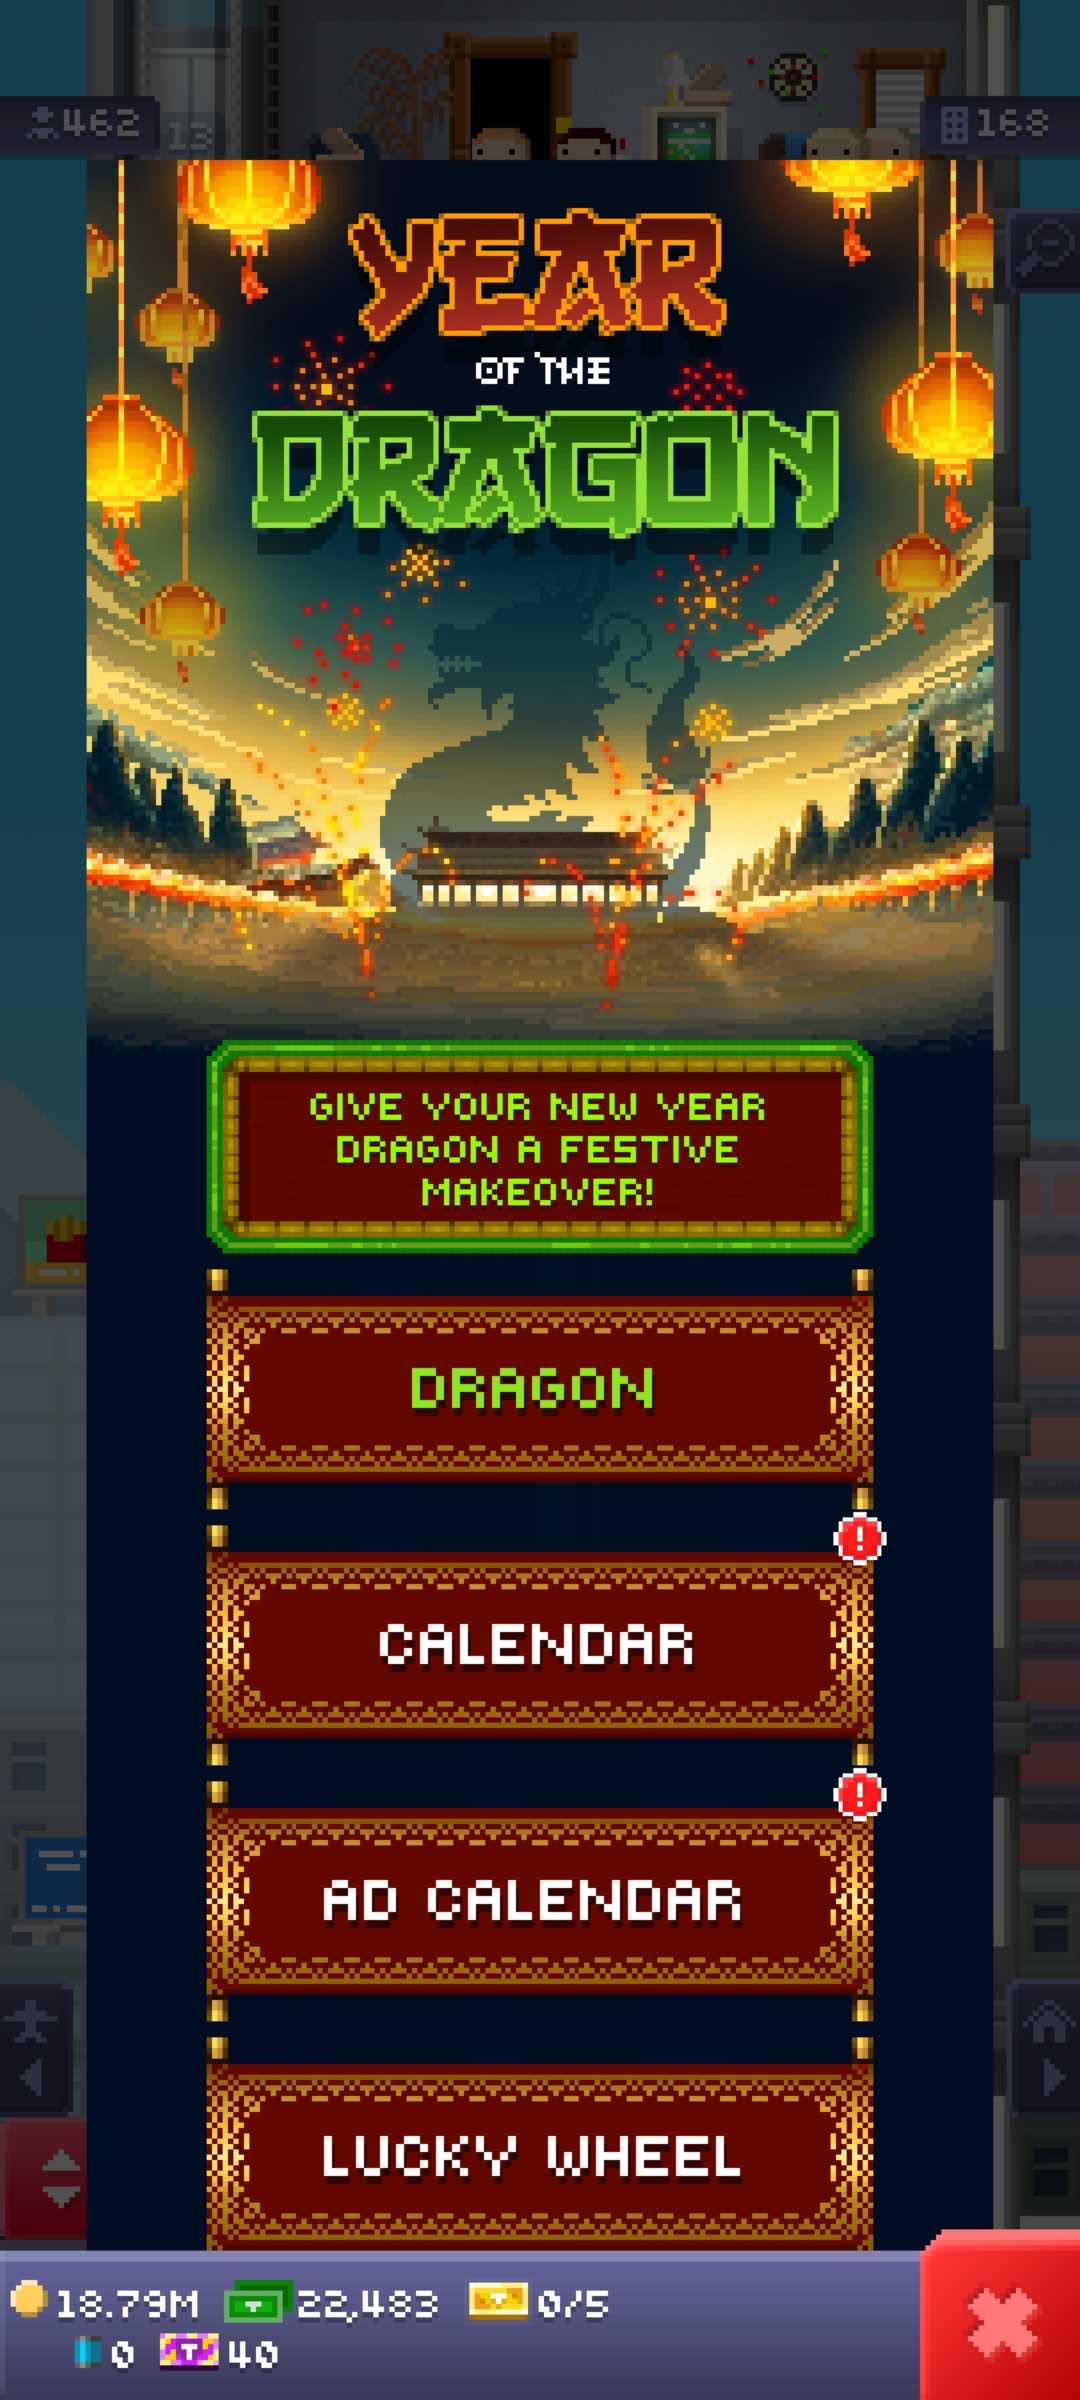 462
13
168
YEAR
OF THE
DRAGON
GIVE YOUR NEW YEAR
DRAGON A FESTIVE
MAKEOVER!
DRAGON
!
CALENDAR
!
AD CALENDAR
LUCKY WHEEL
18.79M 22,483 0/5
0 T 40